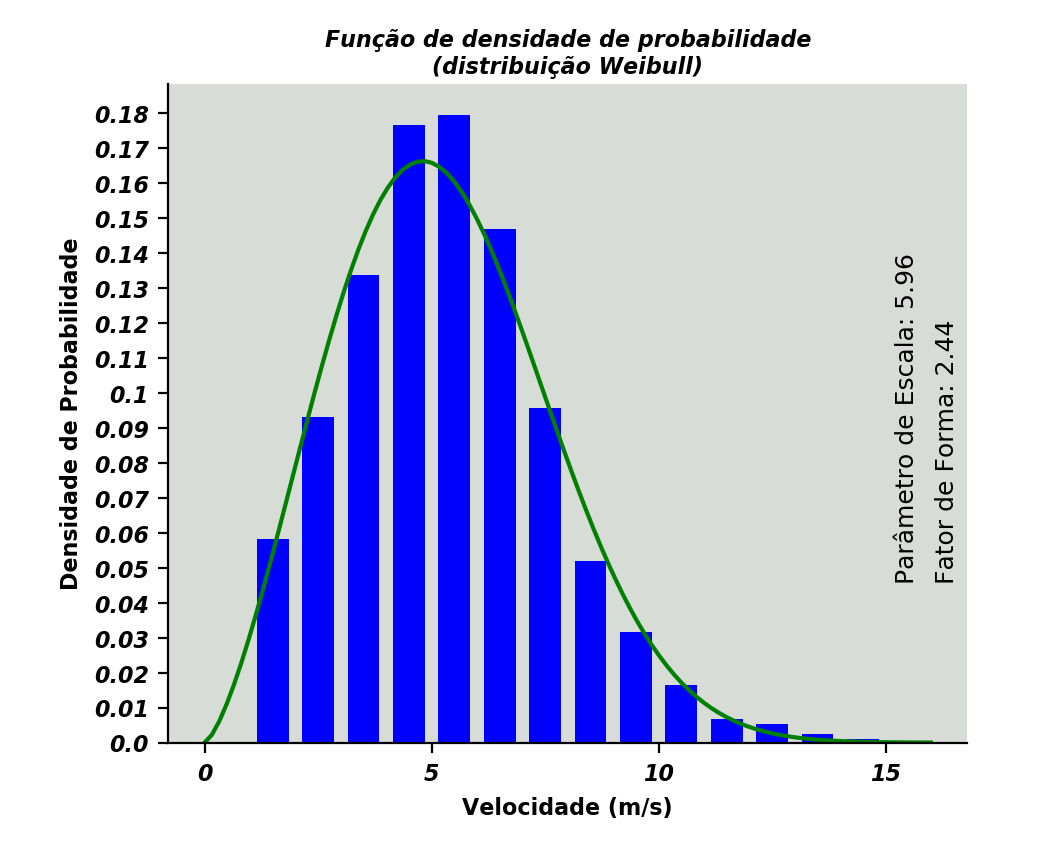 Função de densidade de probabilidade
(distribuição Weibull)
0.18
0.17
0.16
0.15
0.14
0.13
0.12
0.11
0.1
0.09
0.08
0.07
0.06
0.05
0.04
0.03
0.02
0.01
0.0
Densidade de Probabilidade
Parâmetro de Escala: 5.96
Fator de Forma: 2.44
0 5 10 15
Velocidade (m/s)